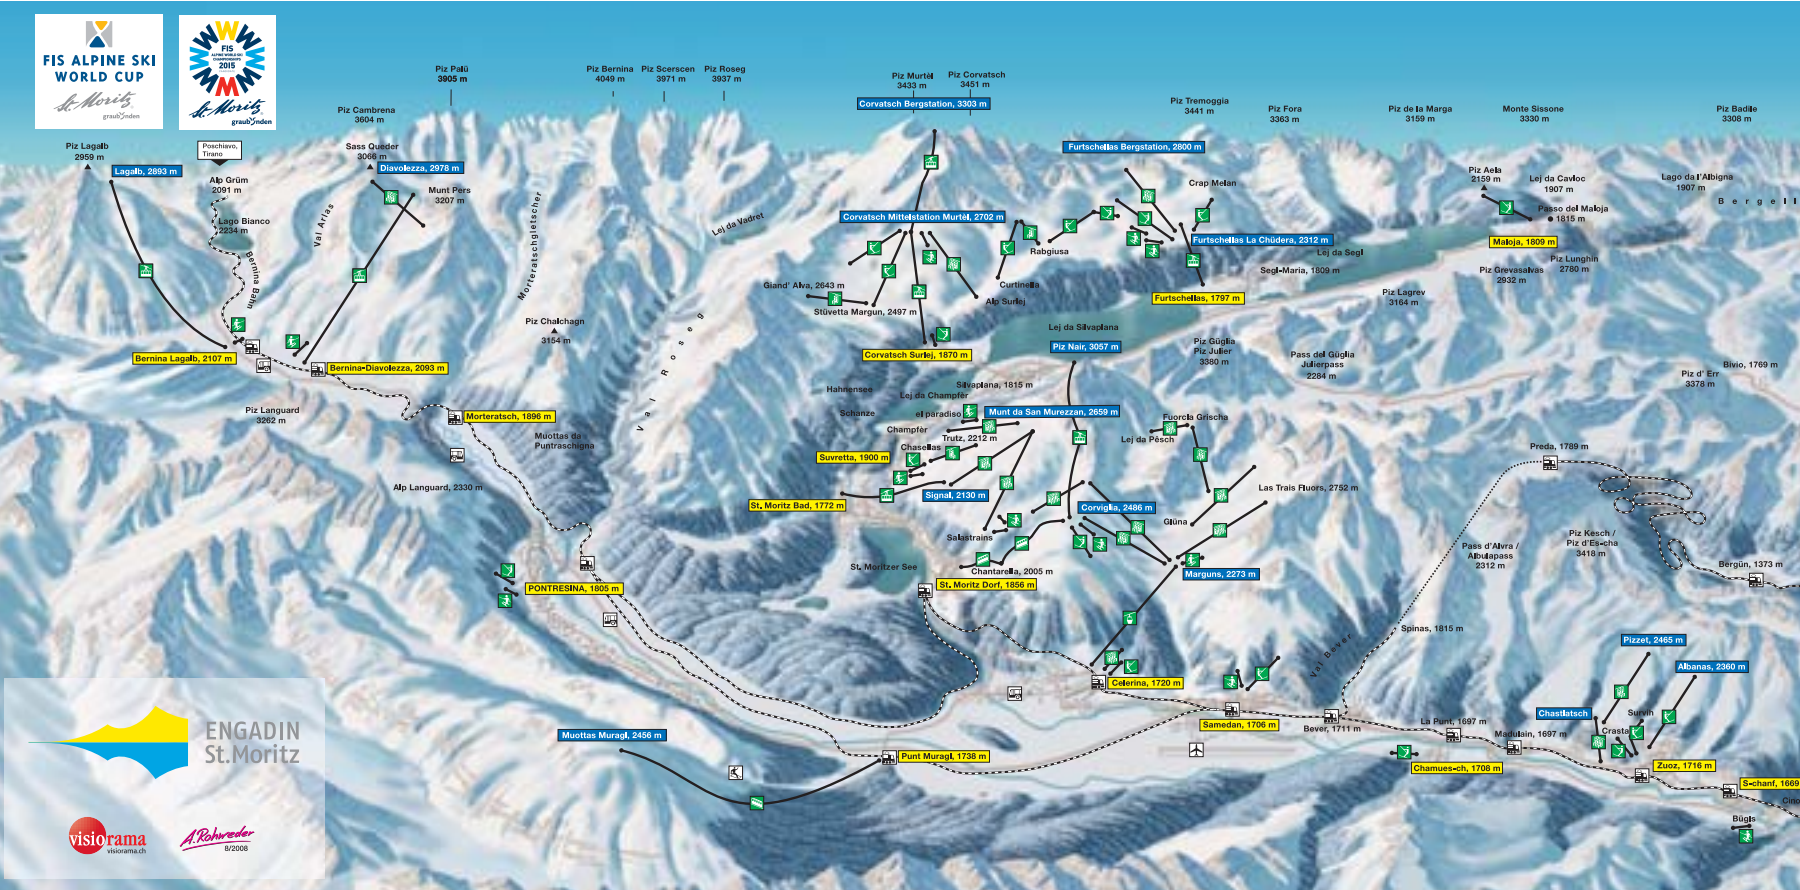 FIS ALPINE SKI
WORLD CUP
St. Moritz
graubünden
FIS
ALPINE WORLD SKI
CHAMPIONSHIPS
2015
St. Moritz
graubünden
Piz Palü
3905 m
Piz Bernina
4049 m
Piz Scerscen
3971 m
Piz Roseg
3937 m
Piz Murtèl
3433 m
Piz Corvatsch
3451 m
Corvatsch Bergstation, 3303 m
Piz Tremoggia
3441 m
Piz Fora
3363 m
Piz de la Marga
3159 m
Monte Sissone
3330 m
Piz Badile
3308 m
Piz Cambrena
3604 m
Piz Lagalb
2959 m
Poschiavo,
Tirano
Sass Queder
3066 m
Lagalb, 2893 m
Diavolezza, 2978 m
Furtschellas Bergstation, 2800 m
Alp Grüm
2091 m
Munt Pers
3207 m
Crap Melan
Piz Aela
2159 m
Lej da Cavloc
1907 m
Lago da l'Albigna
1907 m
Bergell
Lago Bianco
2234 m
Val Arlas
Morteratschgletscher
Lej da Vadret
Corvatsch Mittelstation Murtèl, 2702 m
Passo del Maloja
1815 m
Furtschellas La Chüdera, 2312 m
Maloja, 1809 m
Rabgiusa
Lej da Segl
Segl-Maria, 1809 m
Piz Lunghin
2780 m
Piz Grevasalvas
2932 m
Bernina Bahn
Giand' Alva, 2643 m
Curtinella
Alp Surlej
Furtschellas, 1797 m
Piz Lagrev
3164 m
Stüvetta Margun, 2497 m
Piz Chalchagn
3154 m
Val Roseg
Lej da Silvaplana
Piz Nair, 3057 m
Corvatsch Surlej, 1870 m
Piz Güglia
Piz Julier
3380 m
Pass del Güglia
Julierpass
2284 m
Bernina Lagalb, 2107 m
Bernina-Diavolezza, 2093 m
Bivio, 1769 m
Piz d' Err
3378 m
Hahnensee
Silvaplana, 1815 m
Lej da Champfèr
Schanze
el paradiso
Munt da San Murezzan, 2659 m
Piz Languard
3262 m
Morteratsch, 1896 m
Champfèr
Trutz, 2212 m
Fuorcla Grischa
Lej da Pêsch
Muottas da
Puntraschigna
Chasellas
Suvretta, 1900 m
Preda, 1789 m
Alp Languard, 2330 m
Signal, 2130 m
Las Trais Fluors, 2752 m
St. Moritz Bad, 1772 m
Corviglia, 2486 m
Glüna
Salastrains
Piz Kesch /
Piz d'Es-cha
3418 m
Pass d'Alvra /
Albulapass
2312 m
St. Moritzer See
Chantarella, 2005 m
Marguns, 2273 m
Bergün, 1373 m
PONTRESINA, 1805 m
St. Moritz Dorf, 1856 m
Spinas, 1815 m
Val Bever
Pizzet, 2465 m
Albanas, 2360 m
Celerina, 1720 m
ENGADIN
St. Moritz
Muottas Muragl, 2456 m
Samedan, 1706 m
Bever, 1711 m
La Punt, 1697 m
Madulain, 1697 m
Chastlatsch
Survih
Crasta
Punt Muragl, 1738 m
Chamues-ch, 1708 m
Zuoz, 1716 m
S-chanf, 1669
Cino
Bügls
visiorama
visiorama.ch
A. Rohweder
8/2008